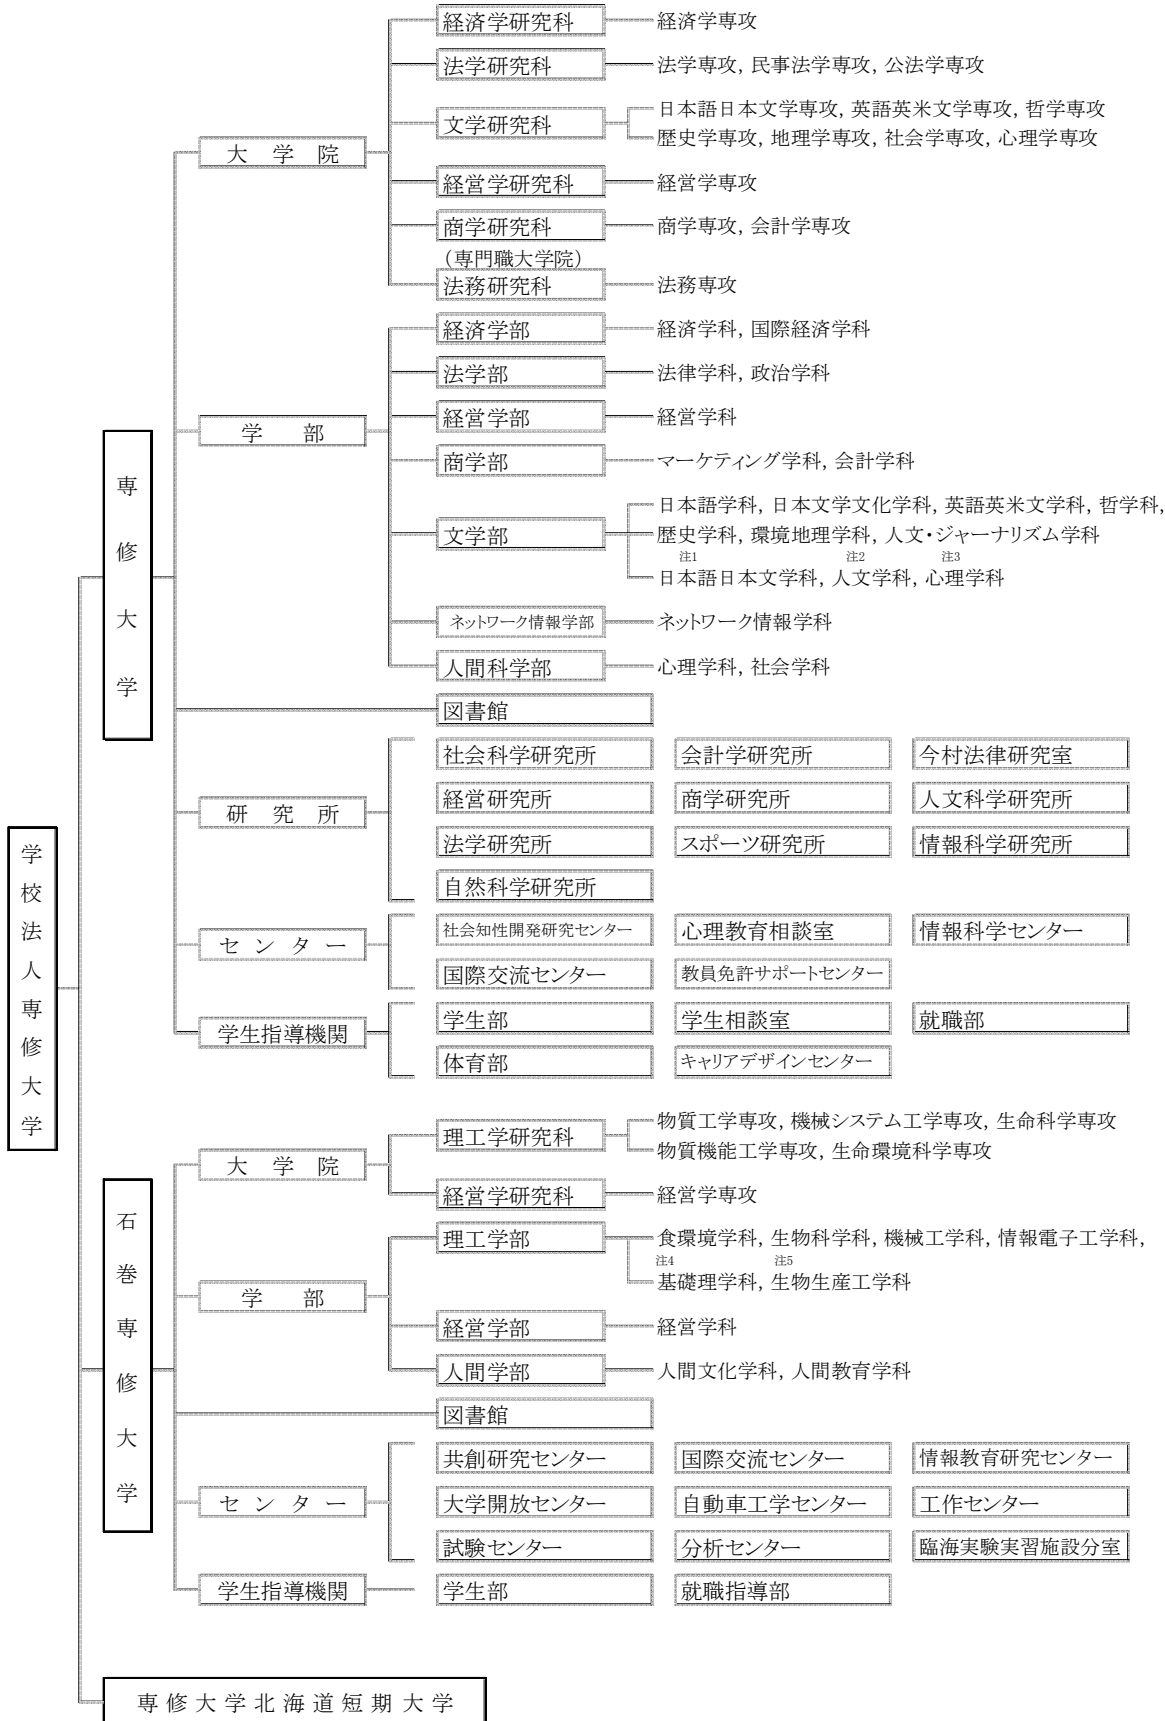 学校法人専修大学
専修大学
大学院
経済学研究科
経済学専攻
法学研究科
法学専攻, 民事法学専攻, 公法学専攻
文学研究科
日本語日本文学専攻, 英語英米文学専攻, 哲学専攻
歴史学専攻, 地理学専攻, 社会学専攻, 心理学専攻
経営学研究科
経営学専攻
商学研究科
商学専攻, 会計学専攻
（専門職大学院）
法務研究科
法務専攻
学部
経済学部
経済学科, 国際経済学科
法学部
法律学科, 政治学科
経営学部
経営学科
商学部
マーケティング学科, 会計学科
文学部
日本語学科, 日本文学文化学科, 英語英米文学科, 哲学科,
歴史学科, 環境地理学科, 人文・ジャーナリズム学科
注1 注2 注3
日本語日本文学科, 人文学科, 心理学科
ネットワーク情報学部
ネットワーク情報学科
人間科学部
心理学科, 社会学科
図書館
研究所
社会科学研究所 会計学研究所 今村法律研究室
経営研究所 商学研究所 人文科学研究所
法学研究所 スポーツ研究所 情報科学研究所
自然科学研究所
センター
社会知性開発研究センター 心理教育相談室 情報科学センター
国際交流センター 教員免許サポートセンター
学生指導機関
学生部 学生相談室 就職部
体育部 キャリアデザインセンター
石巻専修大学
大学院
理工学研究科
物質工学専攻, 機械システム工学専攻, 生命科学専攻
物質機能工学専攻, 生命環境科学専攻
経営学研究科
経営学専攻
学部
理工学部
食環境学科, 生物科学科, 機械工学科, 情報電子工学科,
注4 注5
基礎理学科, 生物生産工学科
経営学部
経営学科
人間学部
人間文化学科, 人間教育学科
図書館
センター
共創研究センター 国際交流センター 情報教育研究センター
大学開放センター 自動車工学センター 工作センター
試験センター 分析センター 臨海実験実習施設分室
学生指導機関
学生部 就職指導部
専修大学北海道短期大学